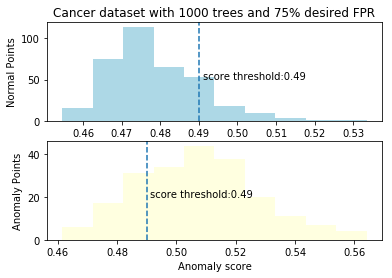 Cancer dataset with 1000 trees and 75% desired FPR
Normal Points
100
50
0
score threshold:0.49
0.46 0.47 0.48 0.49 0.50 0.51 0.52 0.53
Anomaly Points
40
20
0
score threshold:0.49
0.46 0.48 0.50 0.52 0.54 0.56
Anomaly score